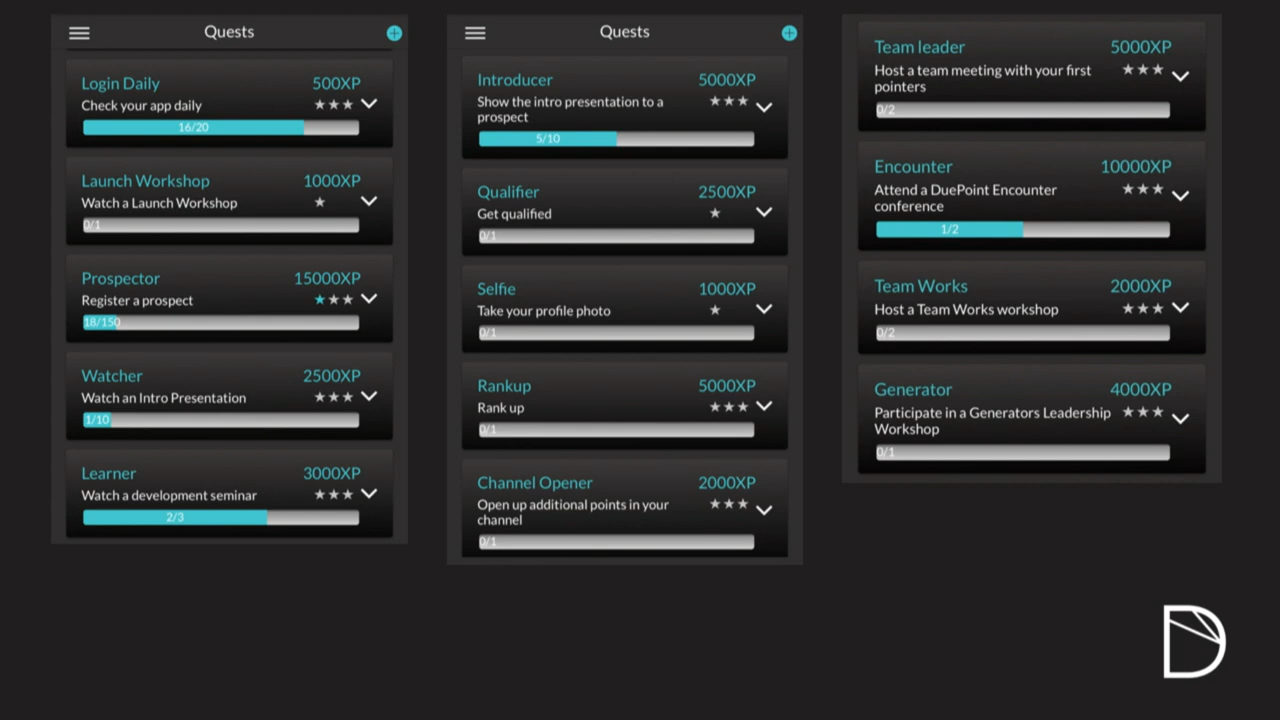 Quests
Login Daily 500XP
Check your app daily
16/20
Launch Workshop 1000XP
Watch a Launch Workshop
0/1
Prospector 15000XP
Register a prospect
18/150
Watcher 2500XP
Watch an Intro Presentation
1/10
Learner 3000XP
Watch a development seminar
2/3
Quests
Introducer 5000XP
Show the intro presentation to a
prospect
5/10
Qualifier 2500XP
Get qualified
0/1
Selfie 1000XP
Take your profile photo
0/1
Rankup 5000XP
Rank up
0/1
Channel Opener 2000XP
Open up additional points in your
channel
0/1
Team leader 5000XP
Host a team meeting with your first
pointers
0/2
Encounter 10000XP
Attend a DuePoint Encounter
conference
1/2
Team Works 2000XP
Host a Team Works workshop
0/2
Generator 4000XP
Participate in a Generators Leadership
Workshop
0/1